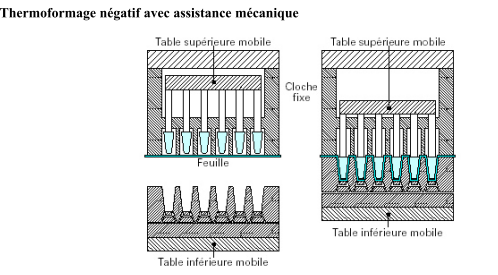 Thermoformage négatif avec assistance mécanique
Table supérieure mobile
Table supèrieure mobile
Cloche
fixe
Feuille
Table inférieure mobile
Table inférieure mobile